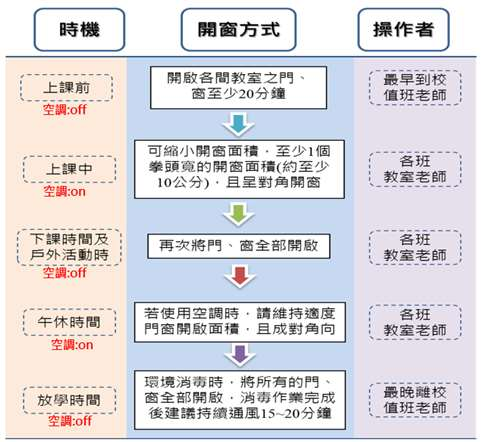 時機
開窗方式
操作者
上課前
空調:off
開啟各間教室之門、
窗至少20分鐘
最早到校
值班老師
上課中
空調:on
可縮小開窗面積，至少1個
拳頭寬的開窗面積(約至少
10公分)，且呈對角開窗
各班
教室老師
下課時間及
戶外活動時
空調:off
再次將門、窗全部開啟
各班
教室老師
午休時間
空調:on
若使用空調時，請維持適度
門窗開啟面積，且成對角向
各班
教室老師
放學時間
空調:off
環境消毒時，將所有的門、
窗全部開啟，消毒作業完成
後建議持續通風15~20分鐘
最晚離校
值班老師